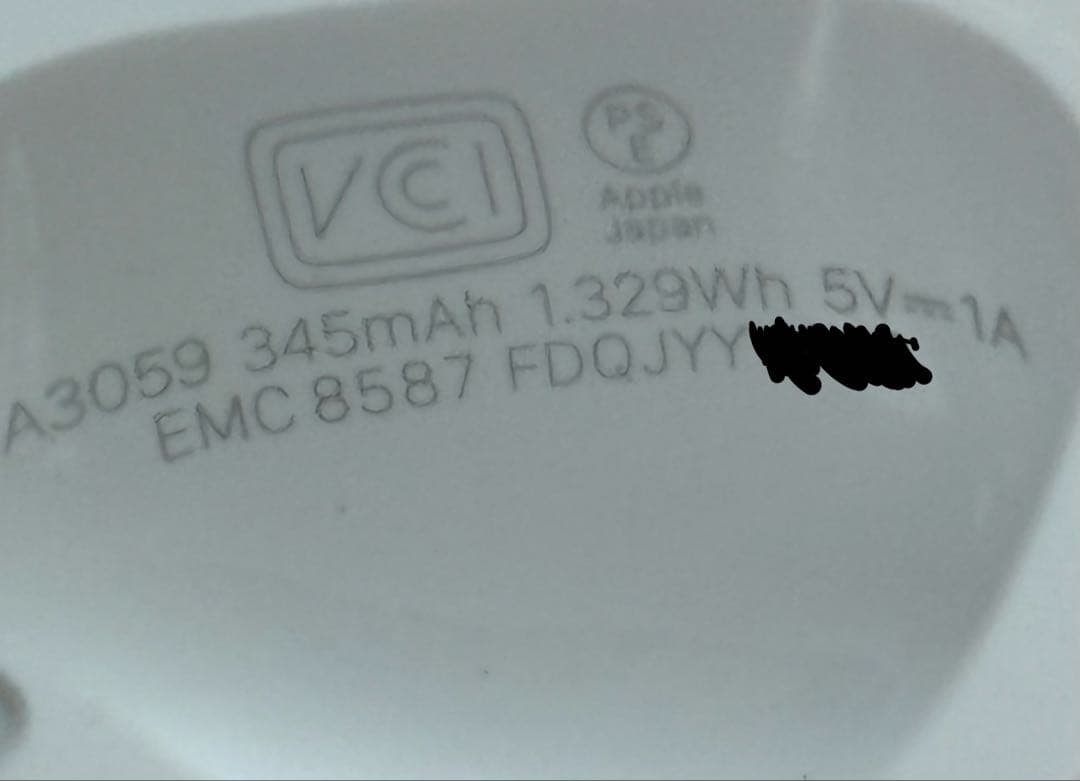 VCI
PS
E
Apple
Japan
A3059 345mAh 1.329Wh 5V⎓1A
EMC 8587 FDQJYY